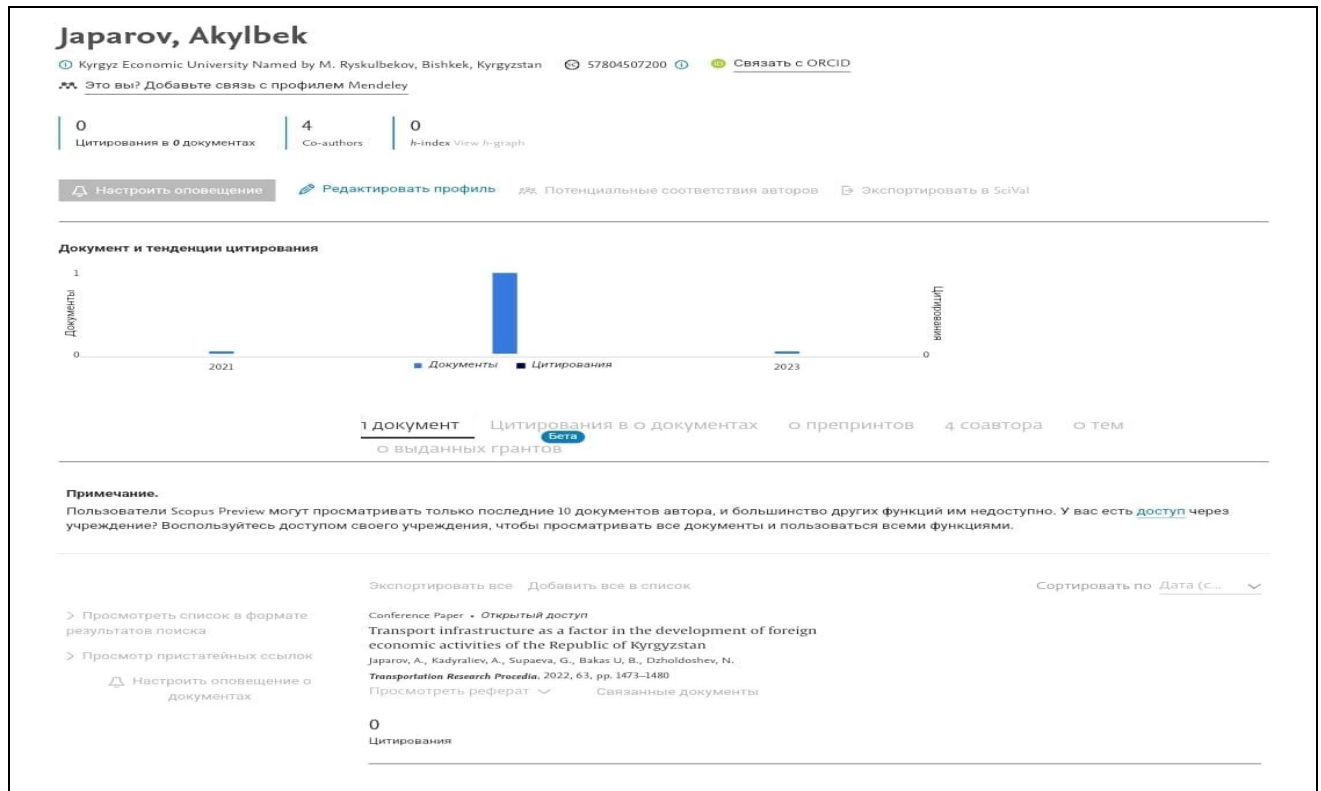 Japarov, Akylbek
Kyrgyz Economic University Named by M. Ryskulbekov, Bishkek, Kyrgyzstan 57804507200 Связать с ORCID
Это вы? Добавьте связь с профилем Mendeley
0 4 0
Цитирования в 0 документах Co-authors h-index View h-graph
Настроить оповещение Редактировать профиль Потенциальные соответствия авторов Экспортировать в SciVal
Документ и тенденции цитирования
1
Документы
Цитирования
0 0
2021 Документы Цитирования 2023
1 документ Цитирования в 0 документах 0 препринтов 4 соавтора 0 тем
Бета
0 выданных грантов
Примечание.
Пользователи Scopus Preview могут просматривать только последние 10 документов автора, и большинство других функций им недоступно. У вас есть доступ через
учреждение? Воспользуйтесь доступом своего учреждения, чтобы просматривать все документы и пользоваться всеми функциями.
Экспортировать все Добавить все в список Сортировать по Дата (с...
> Просмотреть список в формате
результатов поиска
> Просмотр пристатейных ссылок
Настроить оповещение о
документах
Conference Paper • Открытый доступ
Transport infrastructure as a factor in the development of foreign
economic activities of the Republic of Kyrgyzstan
Japarov, A., Kadyraliev, A., Supaeva, G., Bakas U, B., Dzholdoshev, N.
Transportation Research Procedia, 2022, 63, pp. 1473–1480
Просмотреть реферат Связанные документы
0
Цитирования